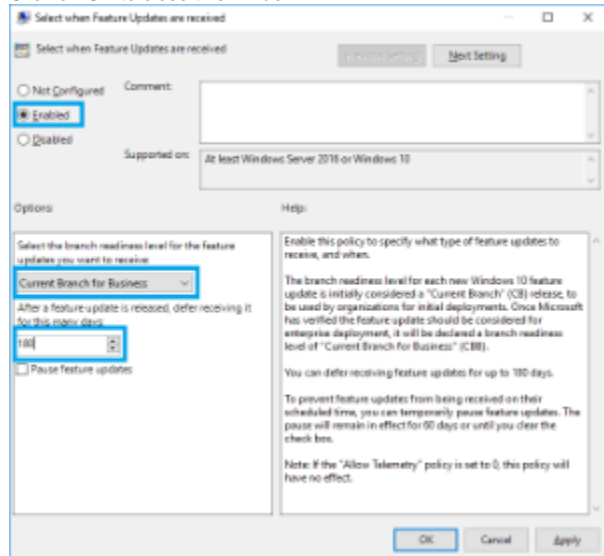 Select when Feature Updates are received
Select when Feature Updates are received
Previous Setting
Next Setting
Not Configured
Comment:
Enabled
Disabled
Supported on:
At least Windows Server 2016 or Windows 10
Options:
Help:
Select the branch readiness level for the feature
updates you want to receive
Current Branch for Business
After a feature update is released, defer receiving it
for this many days
180
Pause feature updates
Enable this policy to specify what type of feature updates to
receive, and when.
The branch readiness level for each new Windows 10 feature
update is initially considered a "Current Branch" (CB) release, to
be used by organizations for initial deployments. Once Microsoft
has verified the feature update should be considered for
enterprise deployment, it will be declared a branch readiness
level of "Current Branch for Business" (CBB).
You can defer receiving feature updates for up to 180 days.
To prevent feature updates from being received on their
scheduled time, you can temporarily pause feature updates. The
pause will remain in effect for 60 days or until you clear the
check box.
Note: If the "Allow Telemetry" policy is set to 0, this policy will
have no effect.
OK
Cancel
Apply